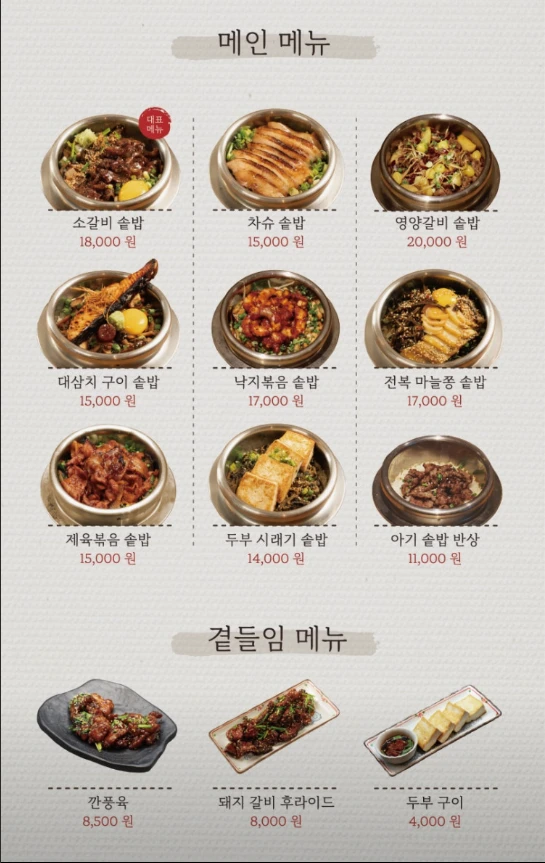 메인 메뉴
대표
메뉴
소갈비 솥밥
18,000 원
차슈 솥밥
15,000 원
영양갈비 솥밥
20,000 원
대삼치 구이 솥밥
15,000 원
낙지볶음 솥밥
17,000 원
전복 마늘쫑 솥밥
17,000 원
제육볶음 솥밥
15,000 원
두부 시래기 솥밥
14,000 원
아기 솥밥 반상
11,000 원
곁들임 메뉴
깐풍육
8,500 원
돼지 갈비 후라이드
8,000 원
두부 구이
4,000 원